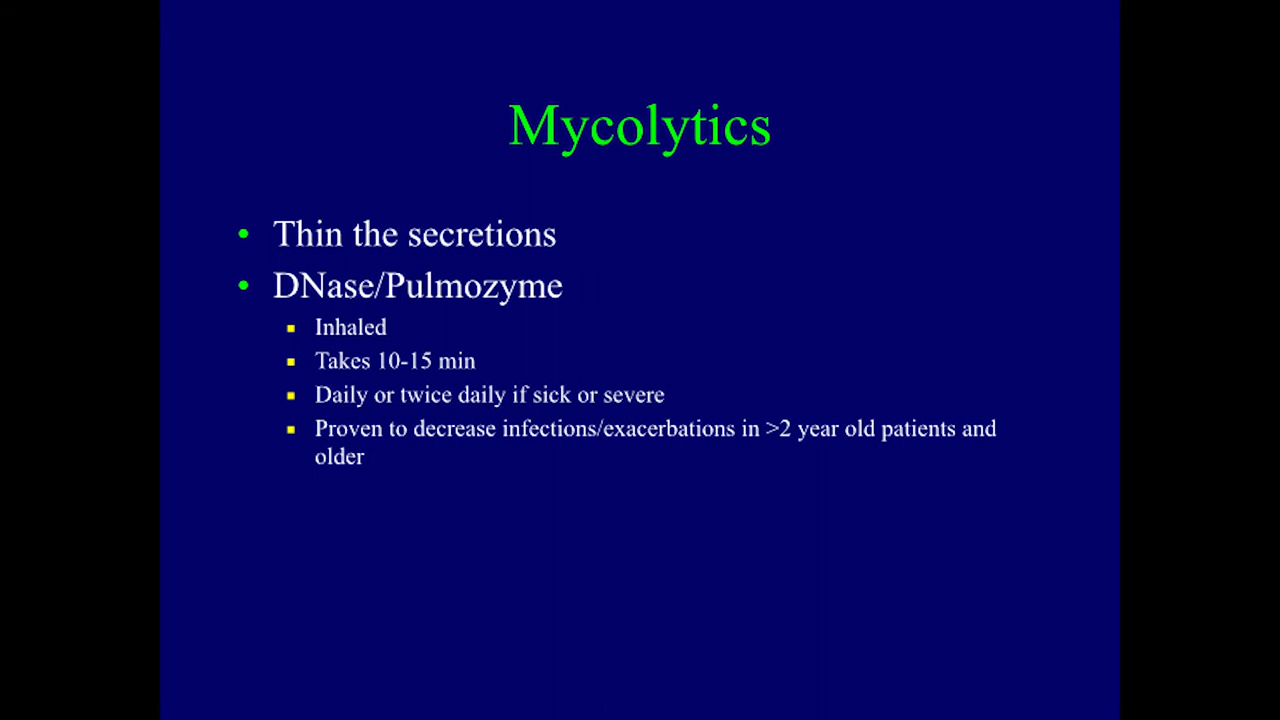 Mycolytics
• Thin the secretions
• DNase/Pulmozyme
▪ Inhaled
▪ Takes 10-15 min
▪ Daily or twice daily if sick or severe
▪ Proven to decrease infections/exacerbations in >2 year old patients and
older